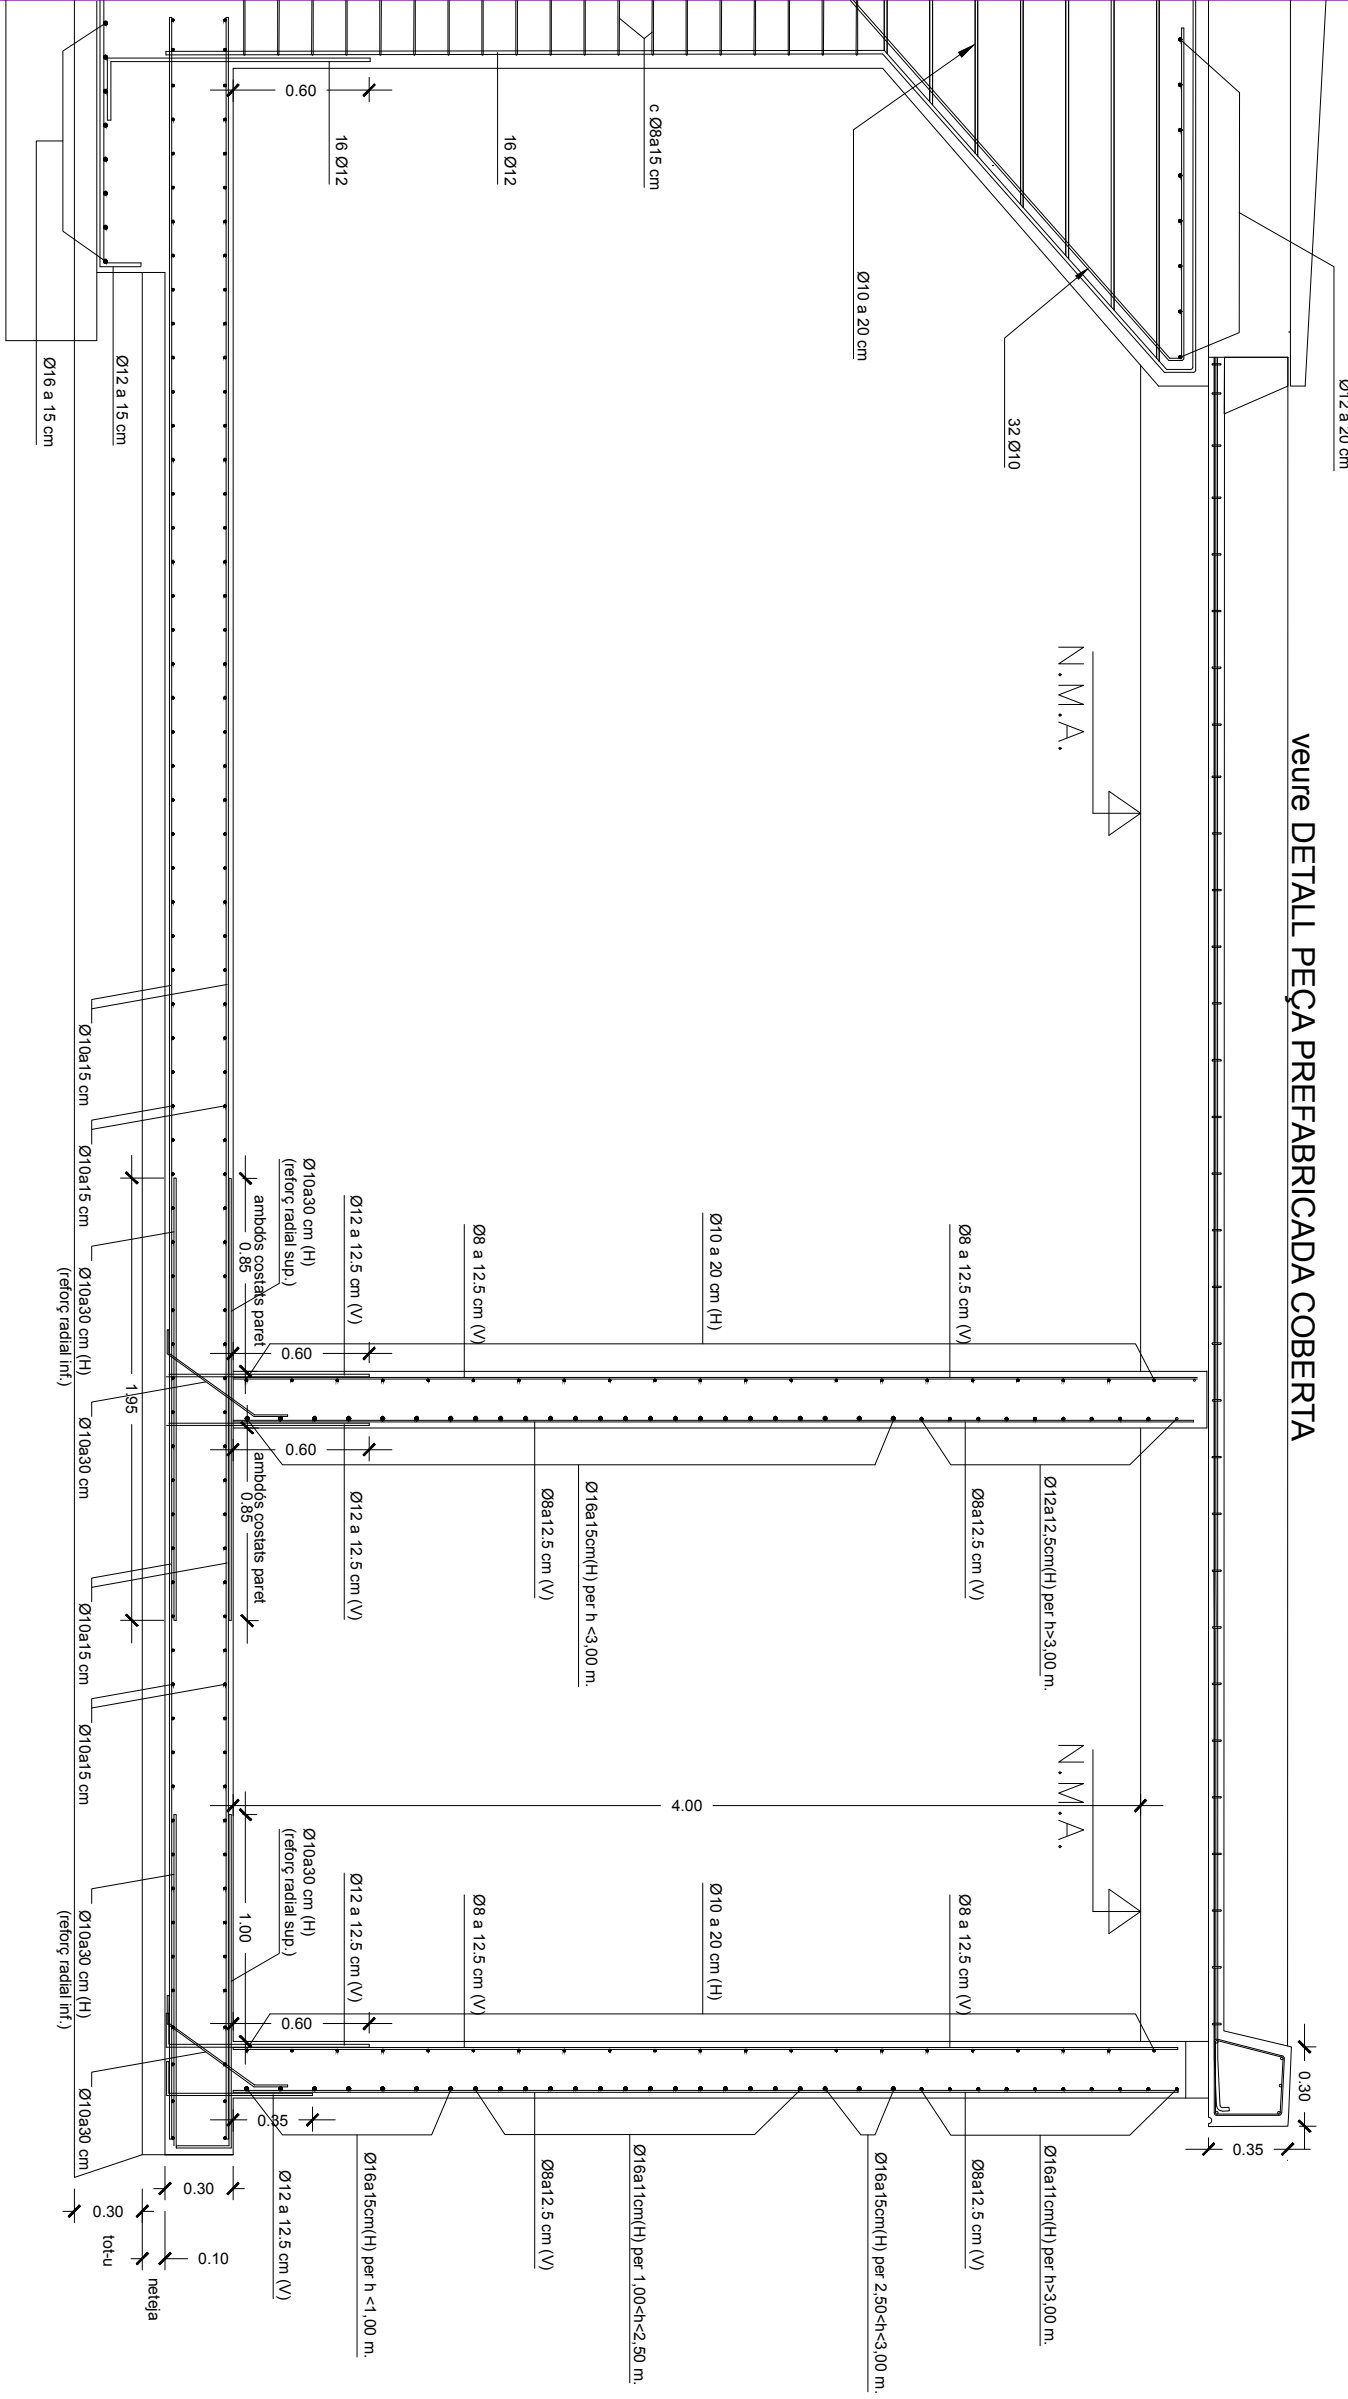 veure DETALL PEÇA PREFABRICADA COBERTA
Ø12 a 20 cm
N.M.A.
N.M.A.
32 Ø10
Ø10 a 20 cm
c Ø8a15 cm
16 Ø12
16 Ø12
0.60
Ø12 a 15 cm
Ø16 a 15 cm
Ø8 a 12.5 cm (V)
Ø10 a 20 cm (H)
Ø8 a 12.5 cm (V)
Ø12 a 12.5 cm (V)
Ø10a30 cm (H)
(reforç radial sup.)
ambdós costats paret
0.85
0.60
Ø12a12,5cm(H) per h>3,00 m.
Ø8a12.5 cm (V)
Ø16a15cm(H) per h <3,00 m.
Ø8a12.5 cm (V)
Ø12 a 12.5 cm (V)
0.60
ambdós costats paret
0.85
1.95
Ø10a15 cm
Ø10a15 cm
Ø10a30 cm (H)
(reforç radial inf.)
Ø10a30 cm
Ø10a15 cm
Ø10a15 cm
4.00
1.00
Ø8 a 12.5 cm (V)
Ø10 a 20 cm (H)
Ø8 a 12.5 cm (V)
Ø12 a 12.5 cm (V)
Ø10a30 cm (H)
(reforç radial sup.)
0.60
0.35
0.30
0.35
Ø16a11cm(H) per h>3,00 m.
Ø8a12.5 cm (V)
Ø16a15cm(H) per 2,50<h<3,00 m.
Ø16a11cm(H) per 1,00<h<2,50 m.
Ø8a12.5 cm (V)
Ø16a15cm(H) per h <1,00 m.
Ø12 a 12.5 cm (V)
Ø10a30 cm (H)
(reforç radial inf.)
Ø10a30 cm
0.30
0.30
tot-u
0.10
neteja